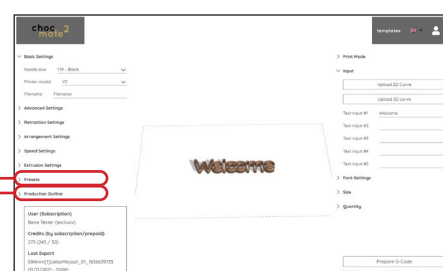 choc
mate 2
templates
Basic Settings
Nozzle size 1.19 - Black
Printer model V2
Filename Filename
Advanced Settings
Retraction Settings
Arrangement Settings
Speed Settings
Extrusion Settings
Presets
Production Outline
User (Subscription)
Bene Tester (exclusiv)
Credits (by subscription/prepaid)
275 (245 / 30)
Last Export
Welcome
Print Mode
Input
Upload 2D Curve
Upload 3D curve
Text input #1 Welcome
Text input #2
Text input #3
Text input #4
Text input #5
Font-Settings
Size
Quantity
Prepare G-Code